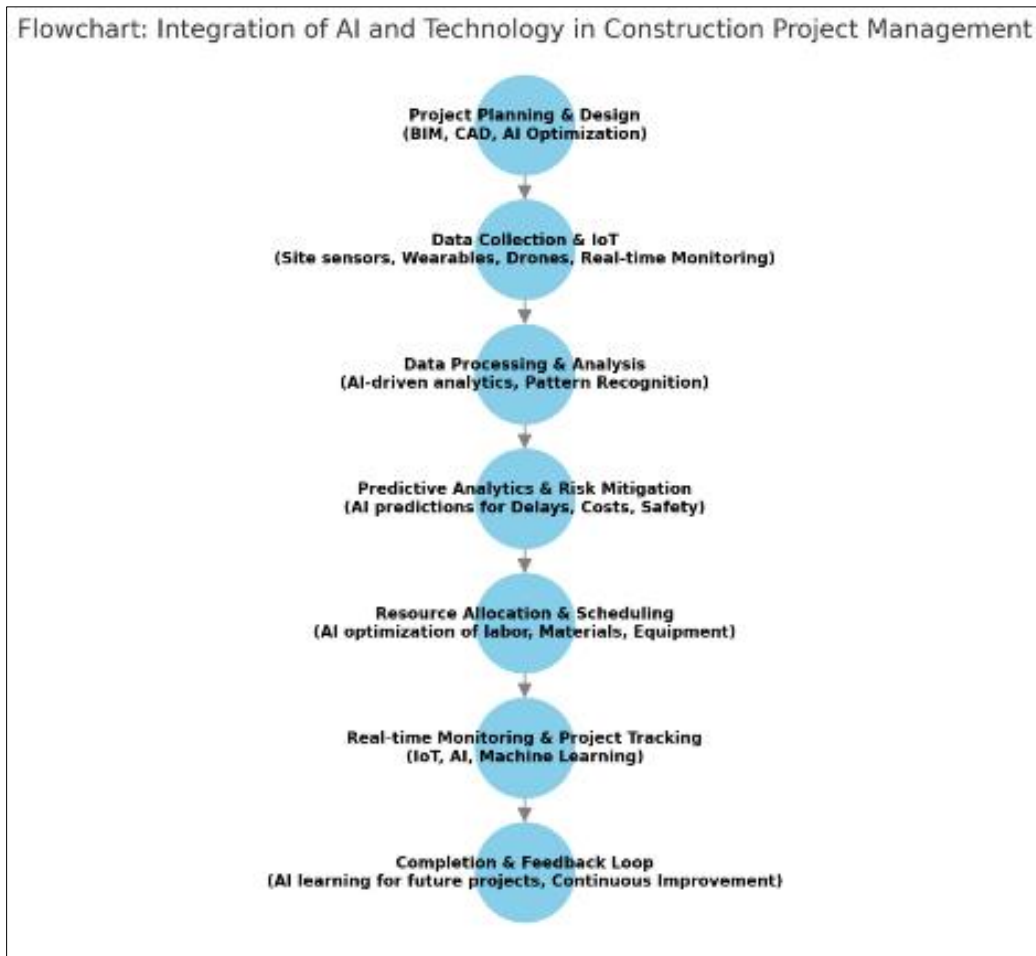 Flowchart: Integration of AI and Technology in Construction Project Management
Project Planning & Design
(BIM, CAD, AI Optimization)
Data Collection & IoT
(Site sensors, Wearables, Drones, Real-time Monitoring)
Data Processing & Analysis
(AI-driven analytics, Pattern Recognition)
Predictive Analytics & Risk Mitigation
(AI predictions for Delays, Costs, Safety)
Resource Allocation & Scheduling
(AI optimization of labor, Materials, Equipment)
Real-time Monitoring & Project Tracking
(IoT, AI, Machine Learning)
Completion & Feedback Loop
(AI learning for future projects, Continuous Improvement)